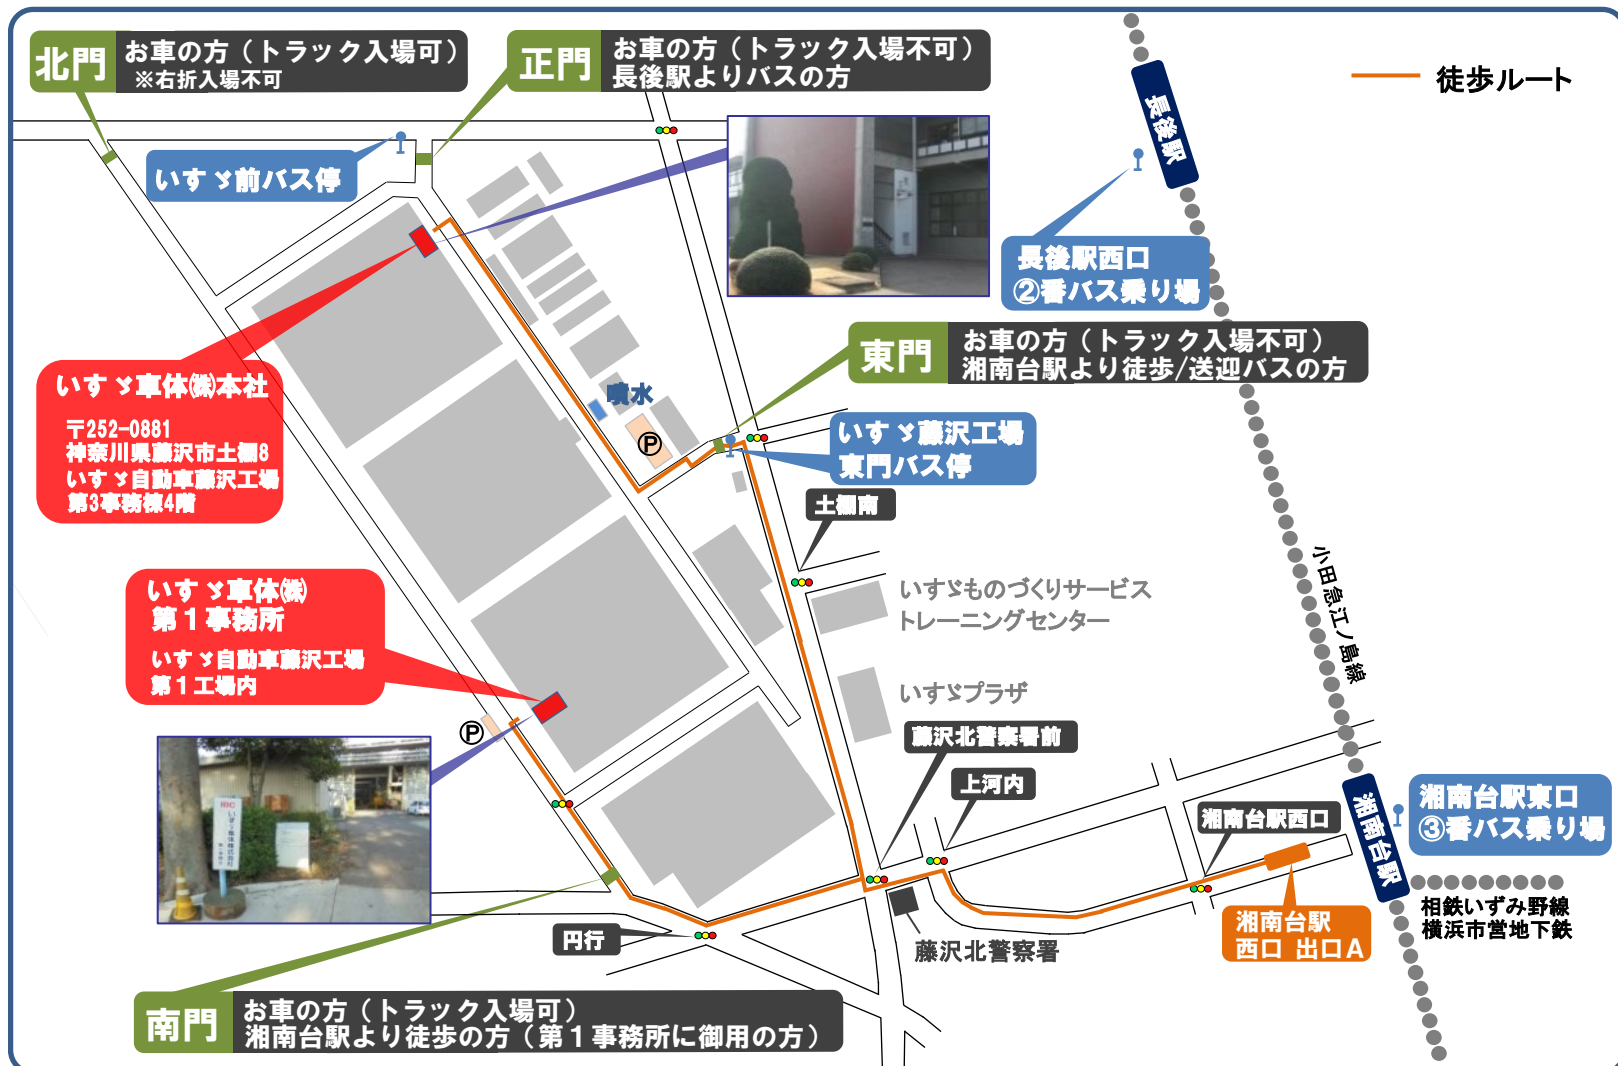 北門
お車の方（トラック入場可）
※右折入場不可
正門
お車の方（トラック入場不可）
長後駅よりバスの方
徒歩ルート
長後駅
いすゞ前バス停
長後駅西口
②番バス乗り場
東門
お車の方（トラック入場不可）
湘南台駅より徒歩/送迎バスの方
いすゞ車体㈱本社
〒252-0881
神奈川県藤沢市土棚8
いすゞ自動車藤沢工場
第3事務棟4階
噴水
P
いすゞ藤沢工場
東門バス停
土棚南
小田急江ノ島線
いすゞものづくりサービス
トレーニングセンター
いすゞ車体㈱
第１事務所
いすゞ自動車藤沢工場
第１工場内
いすゞプラザ
P
藤沢北警察署前
上河内
湘南台駅西口
湘南台駅
湘南台駅東口
③番バス乗り場
いすゞ車体株式会社
相鉄いずみ野線
横浜市営地下鉄
湘南台駅
西口 出口A
円行
藤沢北警察署
南門
お車の方（トラック入場可）
湘南台駅より徒歩の方（第１事務所に御用の方）